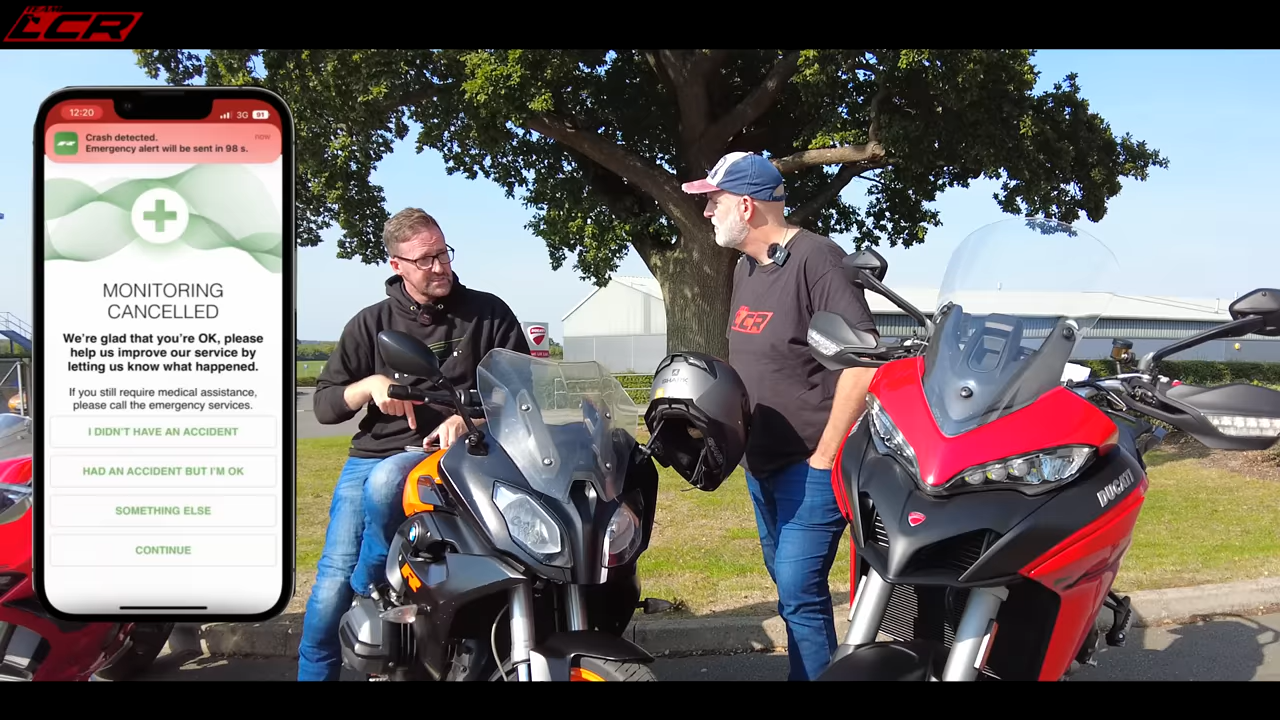 LCR
12:20
3G
91
Crash detected.
now
Emergency alert will be sent in 98 s.
MONITORING
CANCELLED
We're glad that you're OK, please
help us improve our service by
letting us know what happened.
If you still require medical assistance,
please call the emergency services.
I DIDN'T HAVE AN ACCIDENT
HAD AN ACCIDENT BUT I'M OK
SOMETHING ELSE
CONTINUE
DUCATI
LCR
SHARK
R
DUCATI